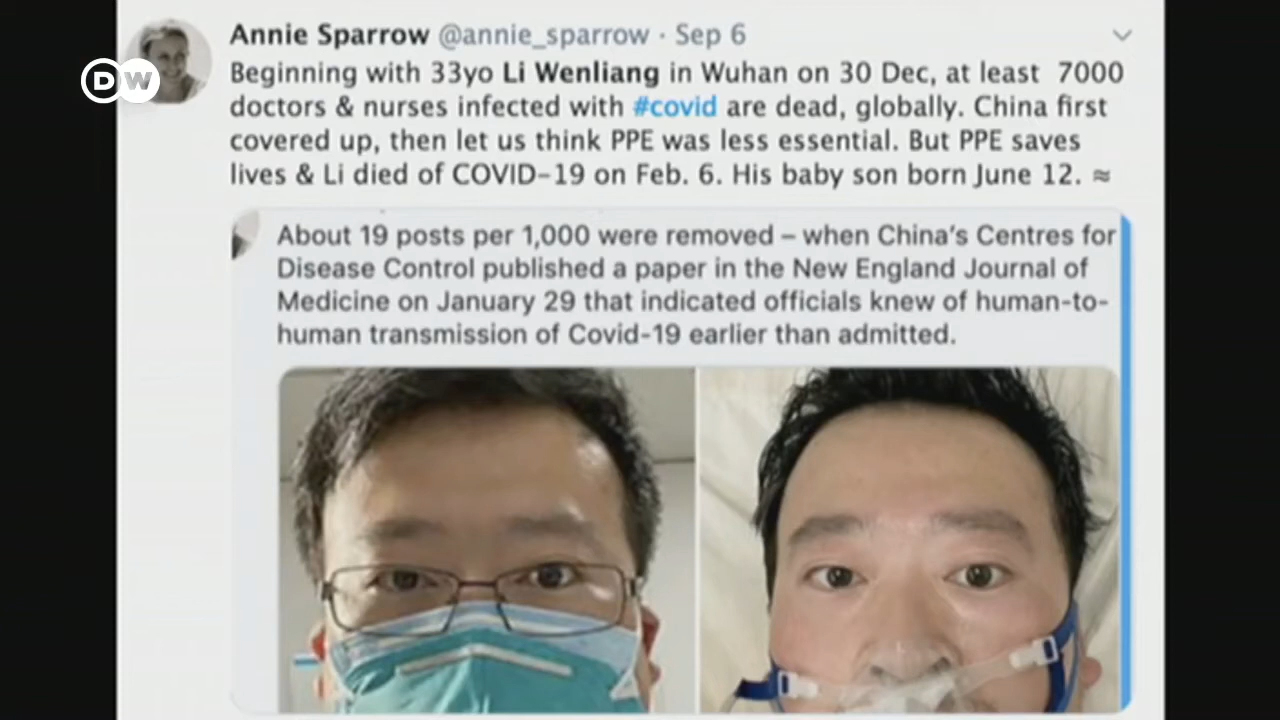 DW
Annie Sparrow @annie_sparrow · Sep 6
Beginning with 33yo Li Wenliang in Wuhan on 30 Dec, at least 7000
doctors & nurses infected with #covid are dead, globally. China first
covered up, then let us think PPE was less essential. But PPE saves
lives & Li died of COVID-19 on Feb. 6. His baby son born June 12. ≈
About 19 posts per 1,000 were removed – when China's Centres for
Disease Control published a paper in the New England Journal of
Medicine on January 29 that indicated officials knew of human-to-
human transmission of Covid-19 earlier than admitted.